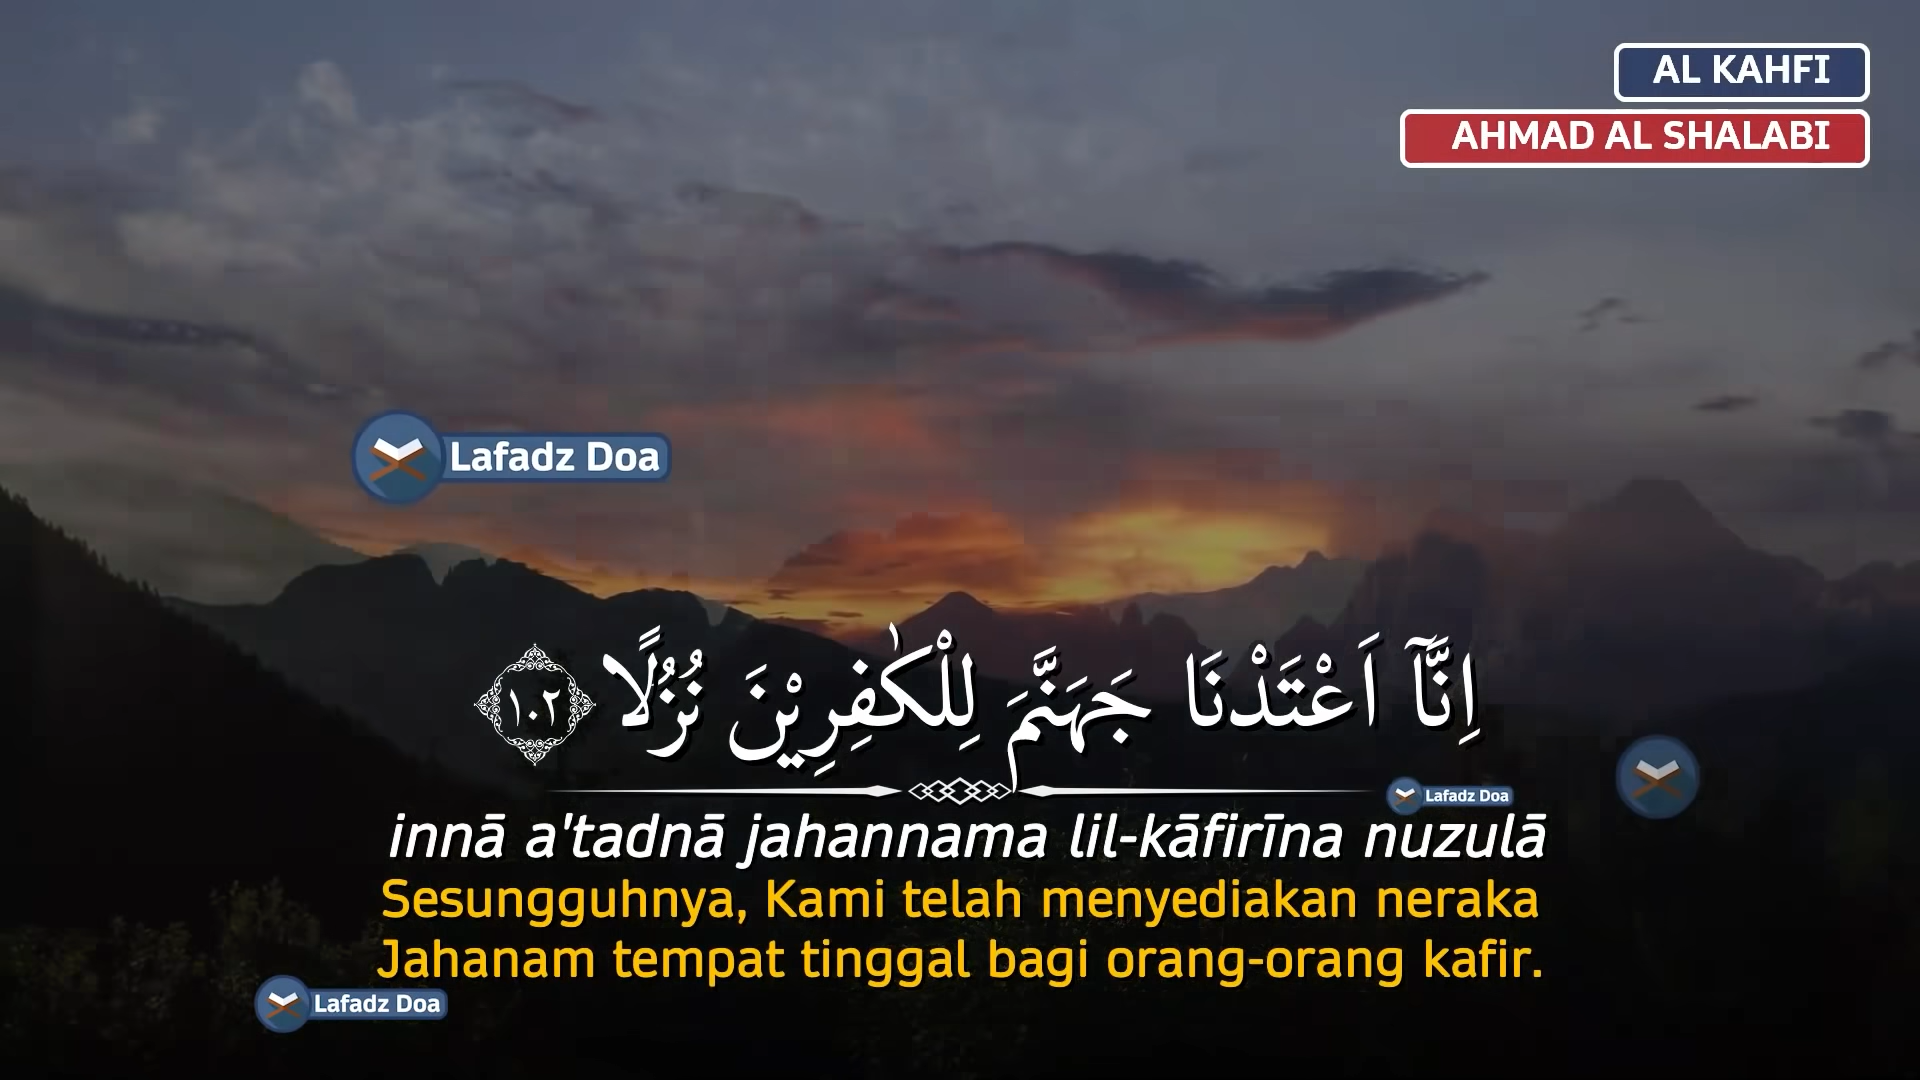 AL KAHFI
AHMAD AL SHALABI
Lafadz Doa
اِنَّآ اَعْتَدْنَا جَهَنَّمَ لِلْكٰفِرِيْنَ نُزُلًا ١٠٢
Lafadz Doa
innā a'tadnā jahannama lil-kāfirīna nuzulā
Sesungguhnya, Kami telah menyediakan neraka
Jahanam tempat tinggal bagi orang-orang kafir.
Lafadz Doa